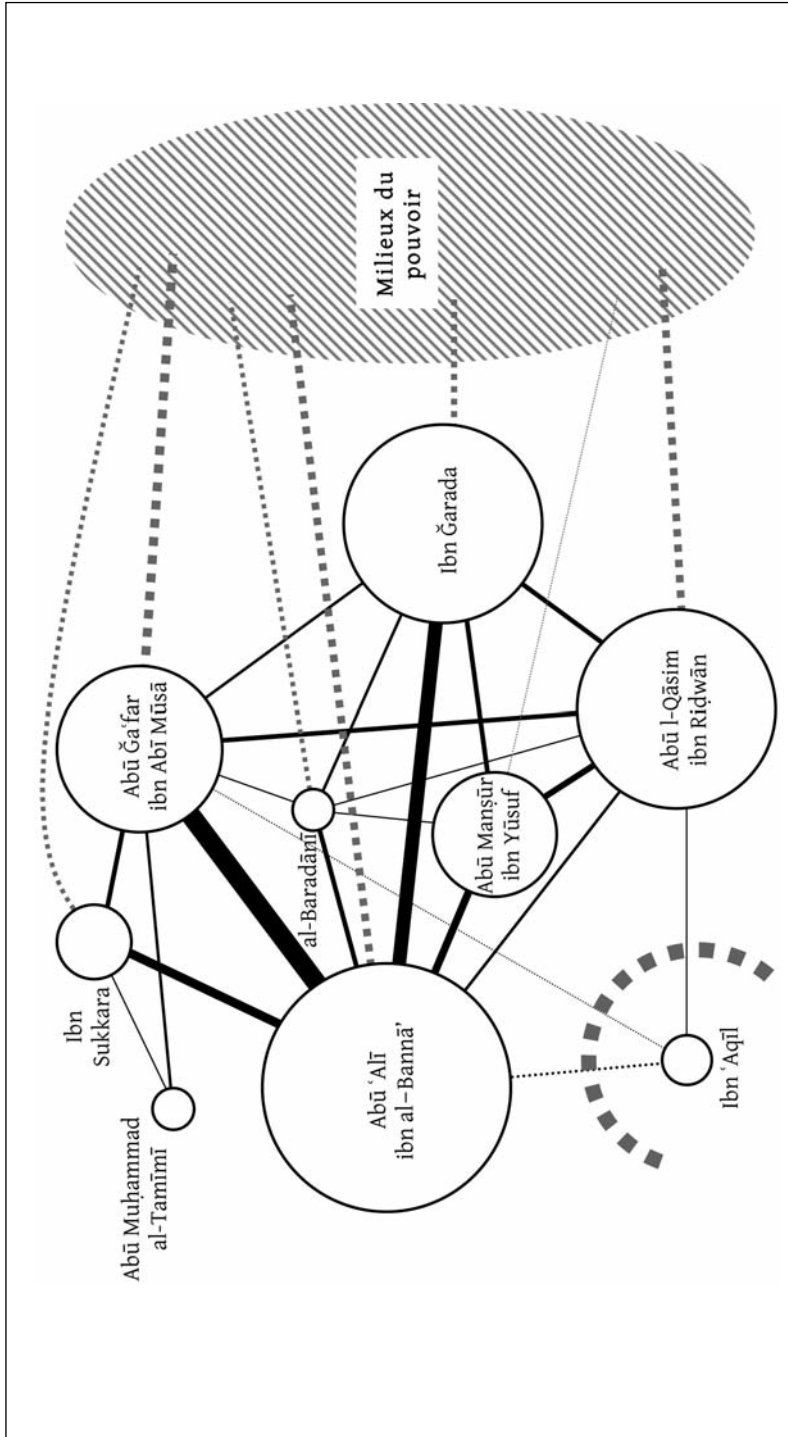 Milieux du
pouvoir
Ibn Ǧarada
Abū Ǧaʿfar
ibn Abī Mūsā
Abū l-Qāsim
ibn Riḍwān
al-Baradānī
Abū Manṣūr
ibn Yūsuf
Ibn
Sukkara
Abū Muḥammad
al-Tamīmī
Abū ʿAlī
ibn al-Bannāʾ
Ibn ʿAqīl